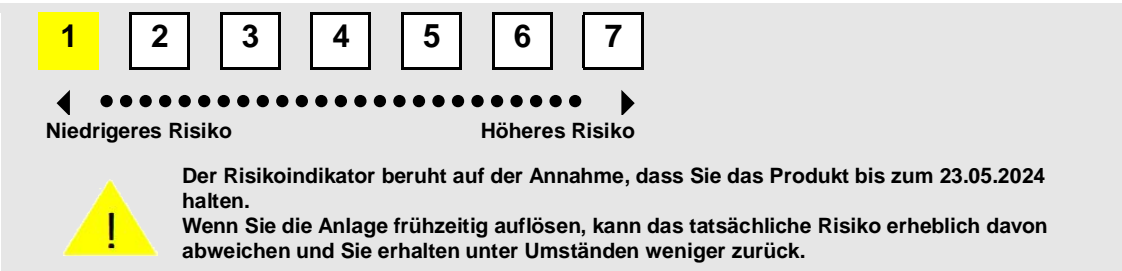 1 2 3 4 5 6 7
Niedrigeres Risiko Höheres Risiko
Der Risikoindikator beruht auf der Annahme, dass Sie das Produkt bis zum 23.05.2024
halten.
Wenn Sie die Anlage frühzeitig auflösen, kann das tatsächliche Risiko erheblich davon
abweichen und Sie erhalten unter Umständen weniger zurück.
!